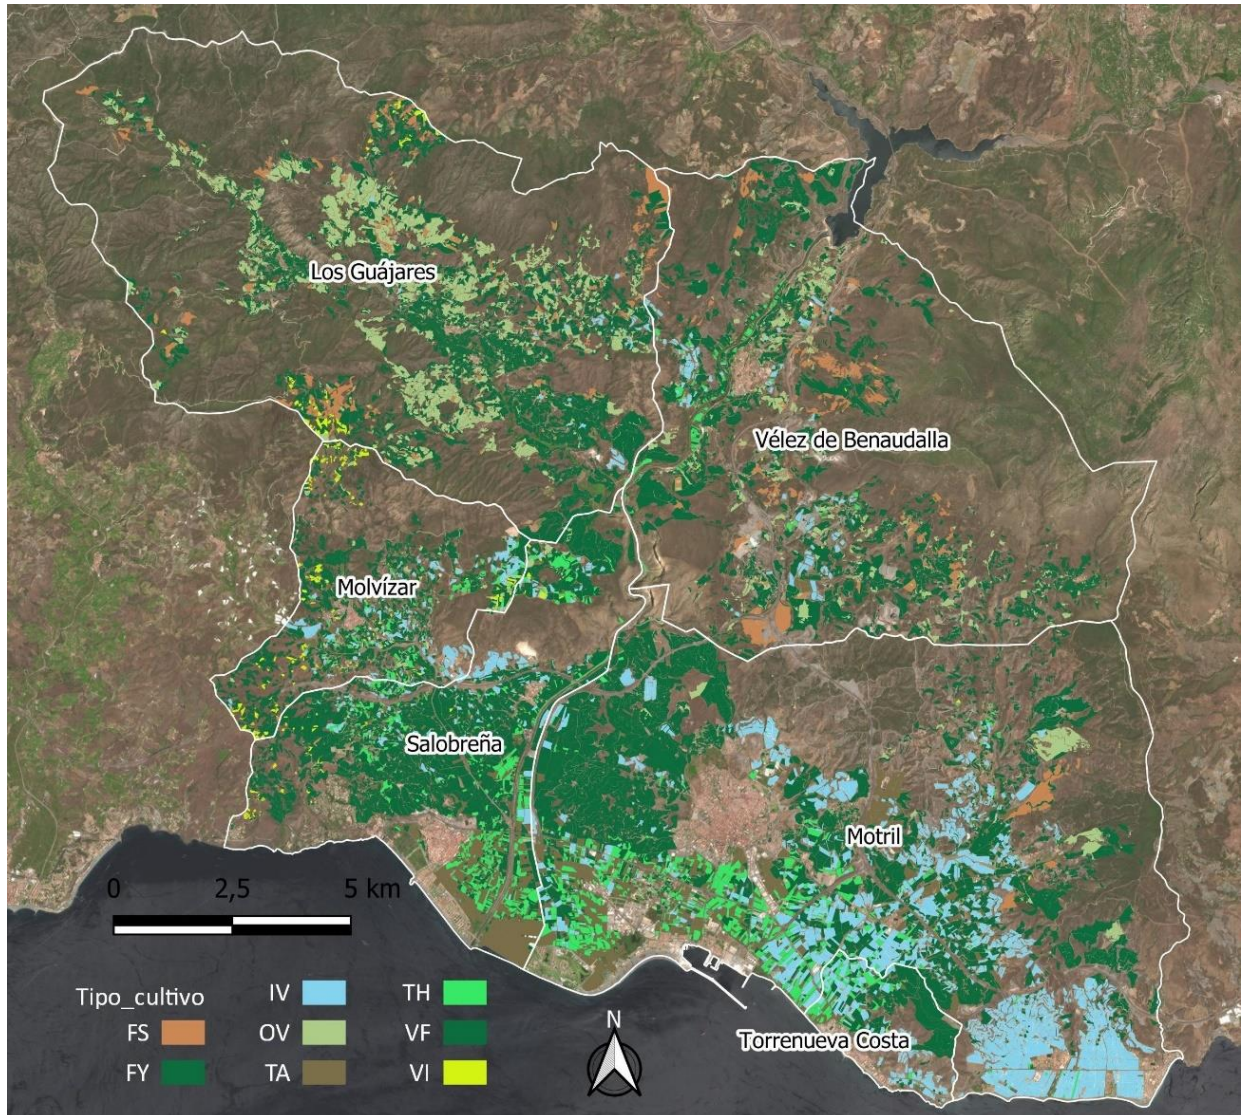 Los Guájares
Vélez de Benaudalla
Molvízar
Salobreña
Motril
0 2,5 5 km
Tipo_cultivo IV TH
FS OV VF
FY TA VI
N
Torrenueva Costa